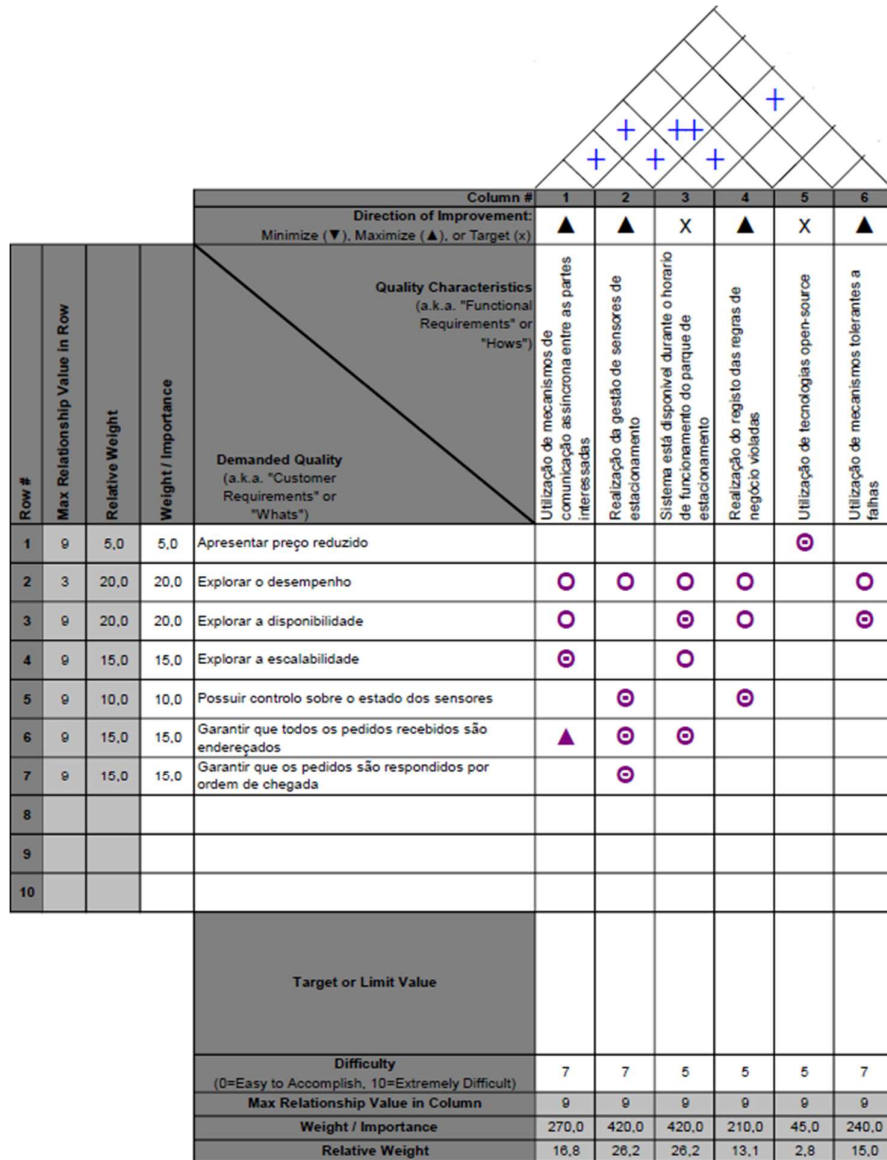 Column # 1 2 3 4 5 6
Direction of Improvement:
Minimize (▼), Maximize (▲), or Target (x) ▲ ▲ X ▲ X ▲
Row #
Max Relationship Value in Row
Relative Weight
Weight / Importance
Quality Characteristics
(a.k.a. "Functional
Requirements" or
"Hows")
Demanded Quality
(a.k.a. "Customer
Requirements" or
"Whats")
Utilização de mecanismos de
comunicação assíncrona entre as partes
interessadas
Realização da gestão de sensores de
estacionamento
Sistema está disponivel durante o horario
de funcionamento do parque de
estacionamento
Realização do registo das regras de
negócio violadas
Utilização de tecnologias open-source
Utilização de mecanismos tolerantes a
falhas
1 9 5,0 5,0 Apresentar preço reduzido
2 3 20,0 20,0 Explorar o desempenho
3 9 20,0 20,0 Explorar a disponibilidade
4 9 15,0 15,0 Explorar a escalabilidade
5 9 10,0 10,0 Possuir controlo sobre o estado dos sensores
6 9 15,0 15,0 Garantir que todos os pedidos recebidos são
endereçados
7 9 15,0 15,0 Garantir que os pedidos são respondidos por
ordem de chegada
8
9
10
Target or Limit Value
Difficulty
(0=Easy to Accomplish, 10=Extremely Difficult) 7 7 5 5 5 7
Max Relationship Value in Column 9 9 9 9 9 9
Weight / Importance 270,0 420,0 420,0 210,0 45,0 240,0
Relative Weight 16,8 26,2 26,2 13,1 2,8 15,0